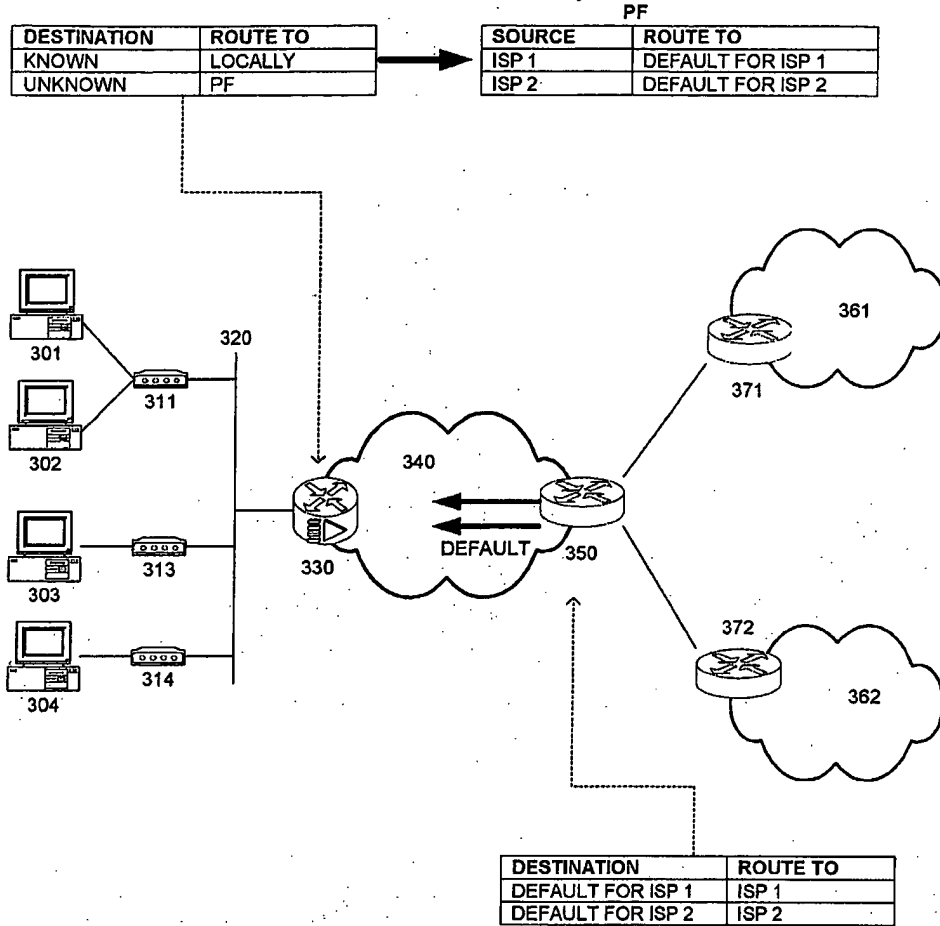 PF
DESTINATION ROUTE TO
KNOWN LOCALLY
UNKNOWN PF
SOURCE ROUTE TO
ISP 1 DEFAULT FOR ISP 1
ISP 2 DEFAULT FOR ISP 2
301
302
311
320
303
313
304
314
330
340
DEFAULT
350
361
371
372
362
DESTINATION ROUTE TO
DEFAULT FOR ISP 1 ISP 1
DEFAULT FOR ISP 2 ISP 2